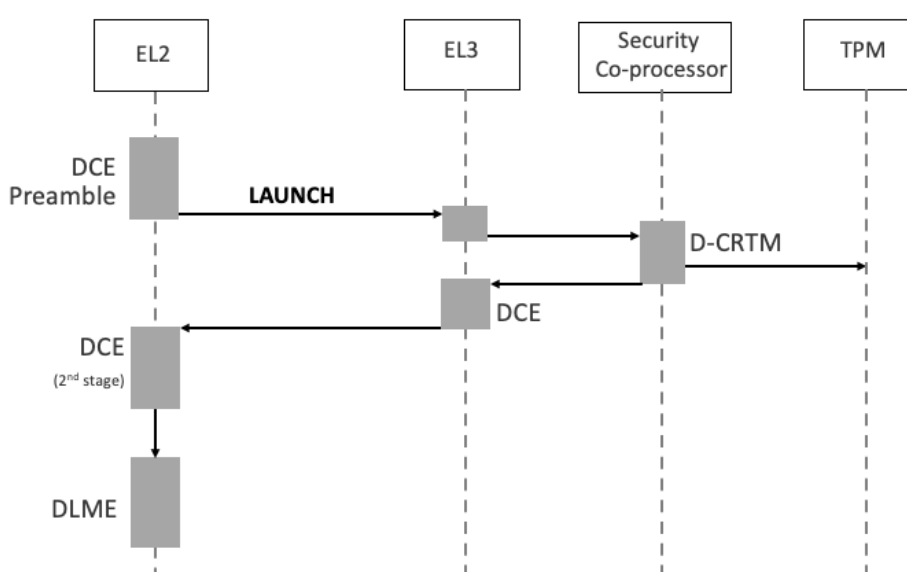 EL2
EL3
Security
Co-processor
TPM
DCE
Preamble
LAUNCH
D-CRTM
DCE
DCE
(2nd stage)
DLME